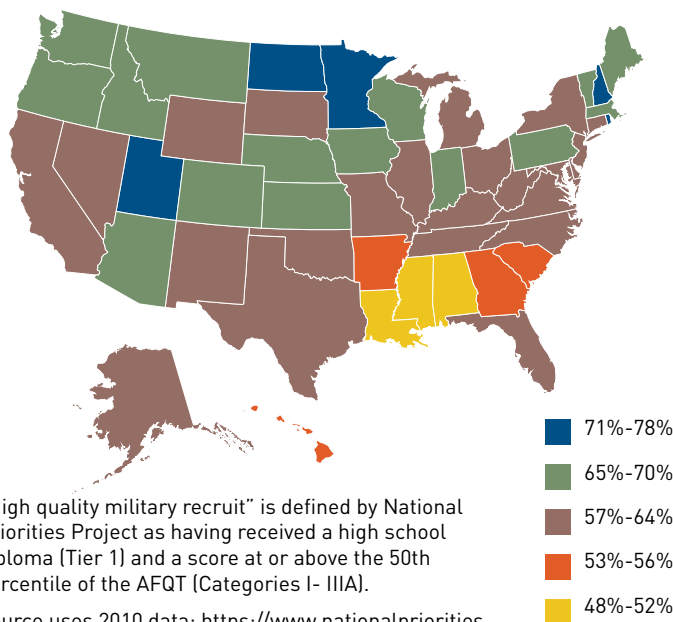 71%-78%
65%-70%
57%-64%
53%-56%
48%-52%
igh quality military recruit” is defined by National
iorities Project as having received a high school
ploma (Tier 1) and a score at or above the 50th
rcentile of the AFQT (Categories I- IIIA).
urce uses 2010 data: https://www.nationalpriorities